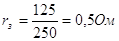 r₃ = 125/250 = 0,5Ом